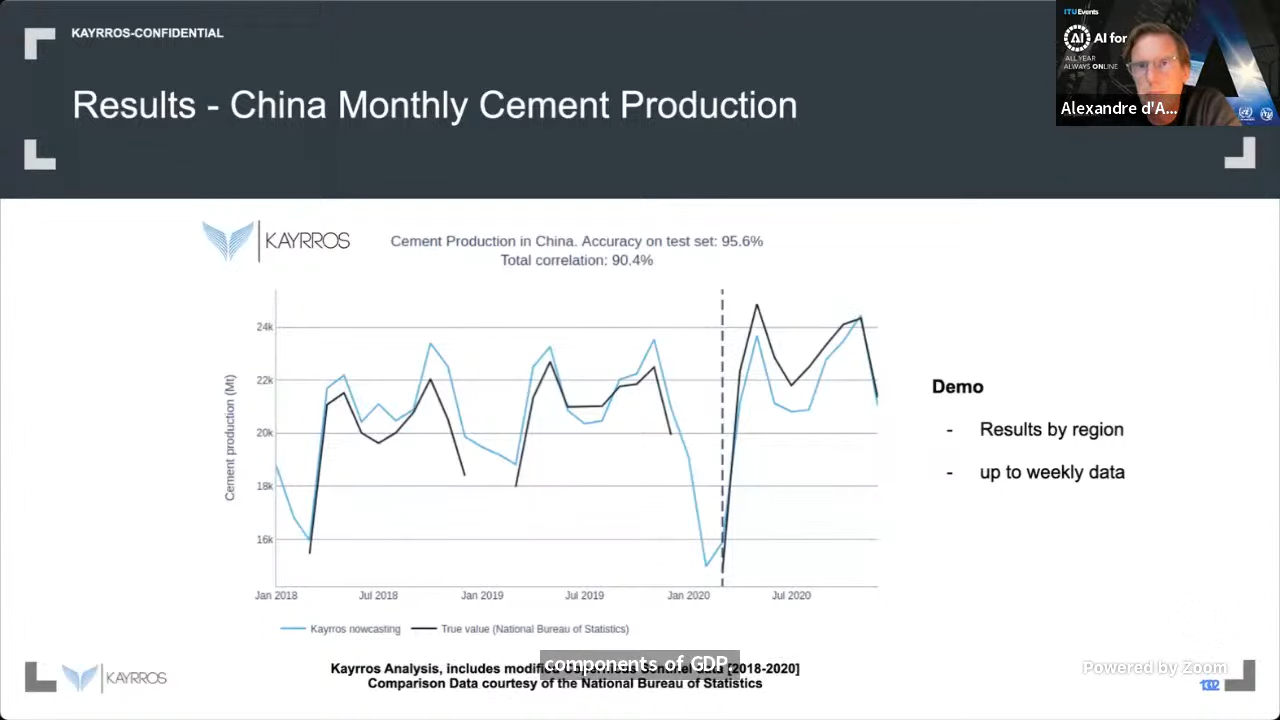 KAYRROS-CONFIDENTIAL
Results - China Monthly Cement Production
ITUEvents
AI
AI for
ALL YEAR
ALWAYS ONLINE
Alexandre d'A...
KAYRROS
Cement Production in China. Accuracy on test set: 95.6%
Total correlation: 90.4%
Cement production (Mt)
24k
22k
20k
18k
16k
Jan 2018
Jul 2018
Jan 2019
Jul 2019
Jan 2020
Jul 2020
Kayrros nowcasting
True value (National Bureau of Statistics)
Demo
- Results by region
- up to weekly data
components of GDP.
Kayrros Analysis, includes [2018-2020]
Comparison Data courtesy of the National Bureau of Statistics
KAYRROS
Powered by Zoom